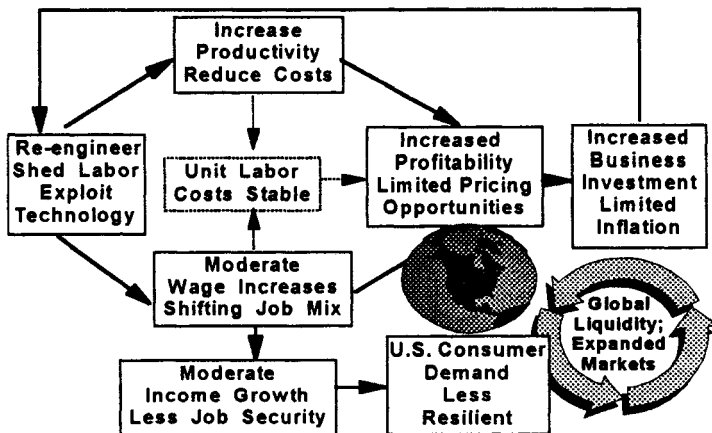 Increase
Productivity
Reduce Costs
Re-engineer
Shed Labor
Exploit
Technology
Unit Labor
Costs Stable
Increased
Profitability
Limited Pricing
Opportunities
Increased
Business
Investment
Limited
Inflation
Moderate
Wage Increases
Shifting Job Mix
Global
Liquidity;
Expanded
Markets
Moderate
Income Growth
Less Job Security
U.S. Consumer
Demand
Less
Resilient